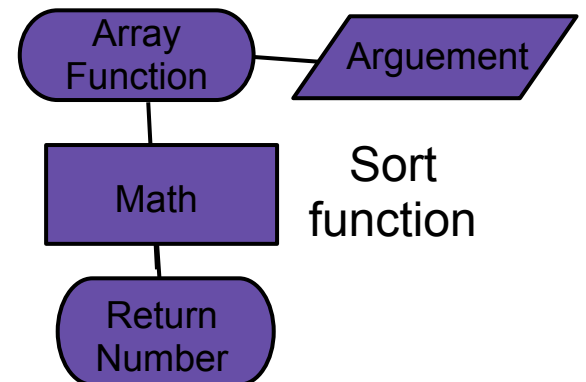 Array
Function
Arguement
Math
Sort
function
Return
Number